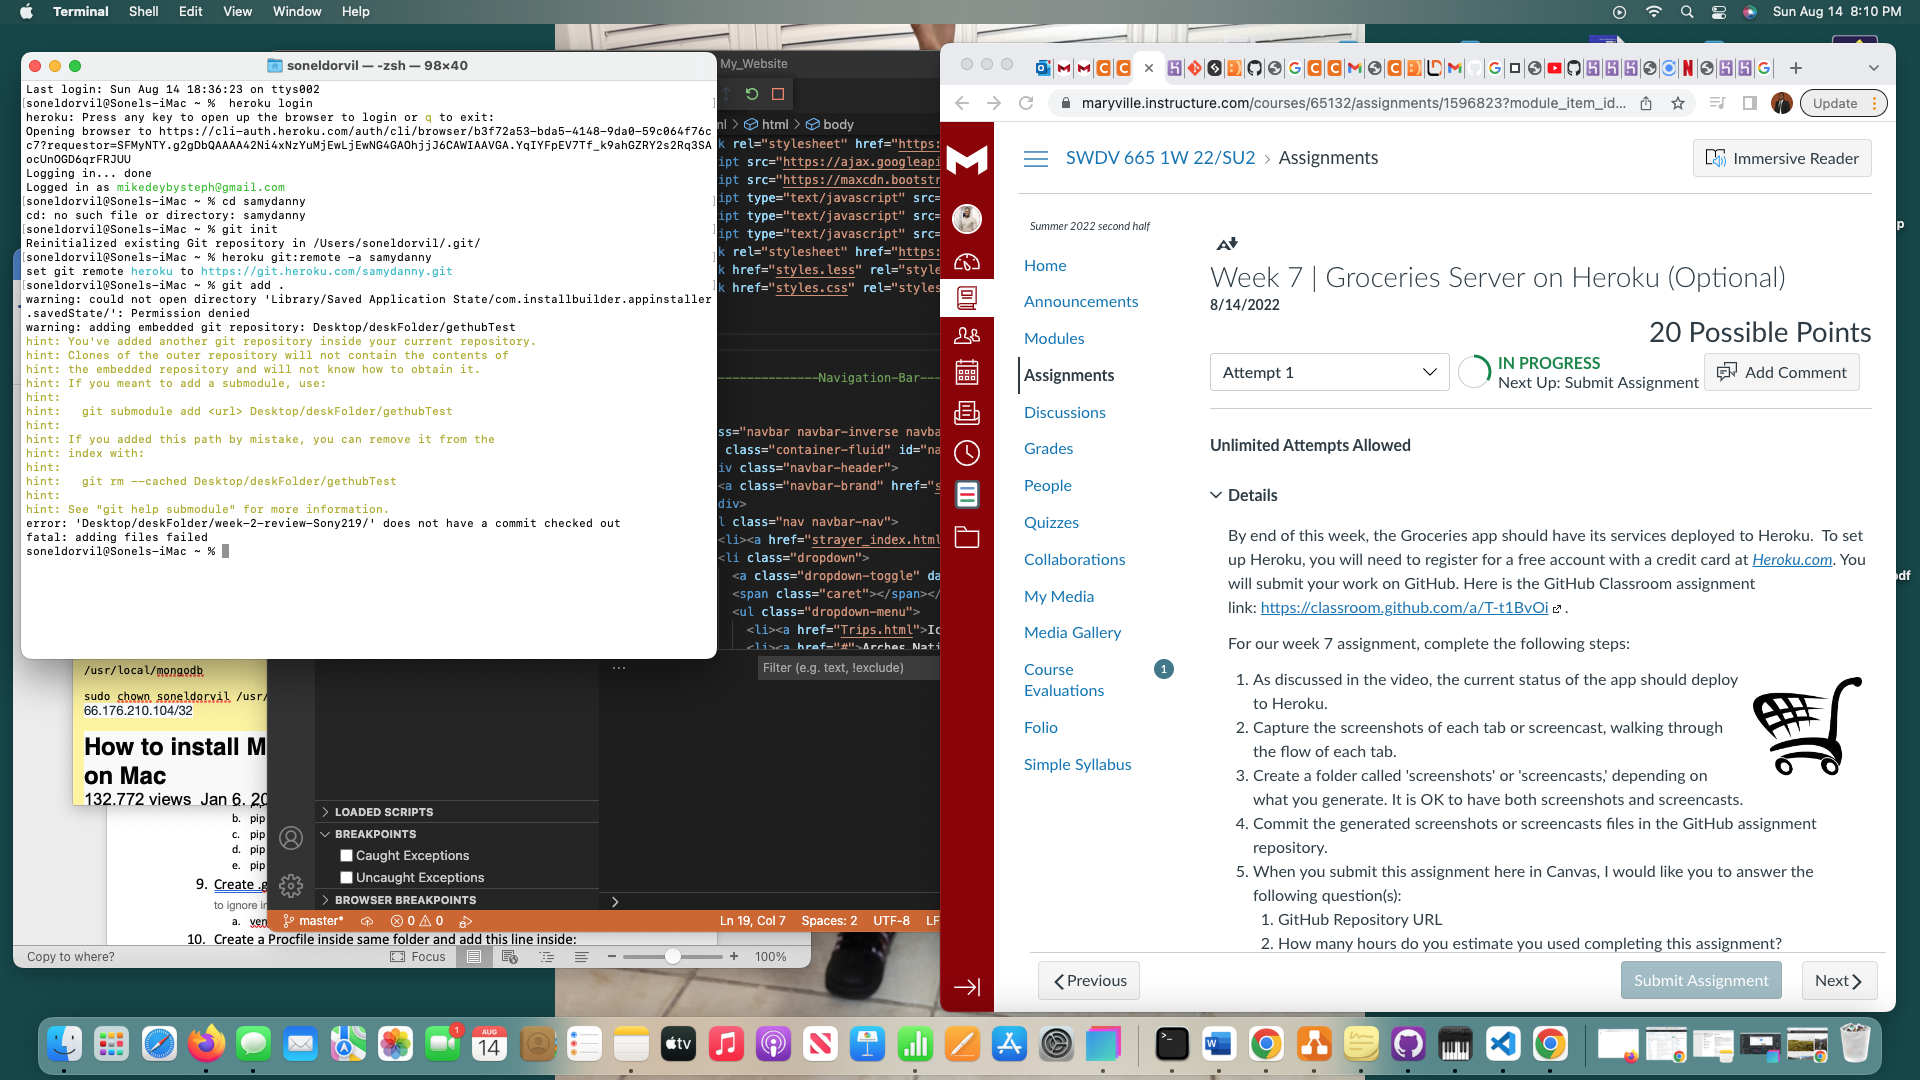 Terminal Shell Edit View Window Help
Sun Aug 14 8:10 PM
soneldorvil — -zsh — 98×40
Last login: Sun Aug 14 18:36:23 on ttys002
[soneldorvil@Sonels-iMac ~ %  heroku login
heroku: Press any key to open up the browser to login or q to exit:
Opening browser to https://cli-auth.heroku.com/auth/cli/browser/b3f72a53-bda5-4148-9da0-59c064f76c
c7?requestor=SFMyNTY.g2gDbQAAAA42Ni4xNzYuMjEwLjEwNG4GAOhjjJ6CAWIAAVGA.YqIYFpEV7Tf_k9ahGZRY2s2Rq3SA
ocUnOGD6qrFRJUU
Logging in... done
Logged in as mikedeybysteph@gmail.com
[soneldorvil@Sonels-iMac ~ % cd samydanny
cd: no such file or directory: samydanny
[soneldorvil@Sonels-iMac ~ % git init
Reinitialized existing Git repository in /Users/soneldorvil/.git/
[soneldorvil@Sonels-iMac ~ % heroku git:remote -a samydanny
set git remote heroku to https://git.heroku.com/samydanny.git
[soneldorvil@Sonels-iMac ~ % git add .
warning: could not open directory 'Library/Saved Application State/com.installbuilder.appinstaller
.savedState/': Permission denied
warning: adding embedded git repository: Desktop/deskFolder/gethubTest
hint: You've added another git repository inside your current repository.
hint: Clones of the outer repository will not contain the contents of
hint: the embedded repository and will not know how to obtain it.
hint: If you meant to add a submodule, use:
hint:
hint:   git submodule add <url> Desktop/deskFolder/gethubTest
hint:
hint: If you added this path by mistake, you can remove it from the
hint: index with:
hint:
hint:   git rm --cached Desktop/deskFolder/gethubTest
hint:
hint: See "git help submodule" for more information.
error: 'Desktop/deskFolder/week-2-review-Sony219/' does not have a commit checked out
fatal: adding files failed
soneldorvil@Sonels-iMac ~ %
My_Website
html > body
k rel="stylesheet" href="https:
ipt src="https://ajax.googleapi
ipt src="https://maxcdn.bootstr
ipt type="text/javascript" src=
ipt type="text/javascript" src=
ipt type="text/javascript" src=
k rel="stylesheet" href="https:
k href="styles.less" rel="style
k href="styles.css" rel="styles
--------------Navigation-Bar---
ss="navbar navbar-inverse navba
class="container-fluid" id="na
iv class="navbar-header">
<a class="navbar-brand" href="s
div>
l class="nav navbar-nav">
<li><a href="strayer_index.html
<li class="dropdown">
<a class="dropdown-toggle" da
<span class="caret"></span></
<ul class="dropdown-menu">
<li><a href="Trips.html">Ic
<li><a href="#">Arches Nati
Filter (e.g. text, !exclude)
LOADED SCRIPTS
BREAKPOINTS
Caught Exceptions
Uncaught Exceptions
BROWSER BREAKPOINTS
master*
0 0
Ln 19, Col 7 Spaces: 2 UTF-8 LF
/usr/local/mongodb
sudo chown soneldorvil /usr/
66.176.210.104/32
How to install M
on Mac
132,772 views Jan 6, 20
b. pip
c. pip
d. pip
e. pip
9. Create .g
to ignore in
a. ven
10. Create a Procfile inside same folder and add this line inside:
Copy to where?
Focus
100%
maryville.instructure.com/courses/65132/assignments/1596823?module_item_id...
Update
SWDV 665 1W 22/SU2 > Assignments
Immersive Reader
Summer 2022 second half
Home
Announcements
Modules
Assignments
Discussions
Grades
People
Quizzes
Collaborations
My Media
Media Gallery
Course
Evaluations
1
Folio
Simple Syllabus
Week 7 | Groceries Server on Heroku (Optional)
8/14/2022
20 Possible Points
Attempt 1
IN PROGRESS
Next Up: Submit Assignment
Add Comment
Unlimited Attempts Allowed
Details
By end of this week, the Groceries app should have its services deployed to Heroku.  To set
up Heroku, you will need to register for a free account with a credit card at Heroku.com. You
will submit your work on GitHub. Here is the GitHub Classroom assignment
link: https://classroom.github.com/a/T-t1BvOi .
For our week 7 assignment, complete the following steps:
1. As discussed in the video, the current status of the app should deploy
to Heroku.
2. Capture the screenshots of each tab or screencast, walking through
the flow of each tab.
3. Create a folder called 'screenshots' or 'screencasts,' depending on
what you generate. It is OK to have both screenshots and screencasts.
4. Commit the generated screenshots or screencasts files in the GitHub assignment
repository.
5. When you submit this assignment here in Canvas, I would like you to answer the
following question(s):
1. GitHub Repository URL
2. How many hours do you estimate you used completing this assignment?
Previous
Submit Assignment
Next
p
df
1
AUG
14
tv